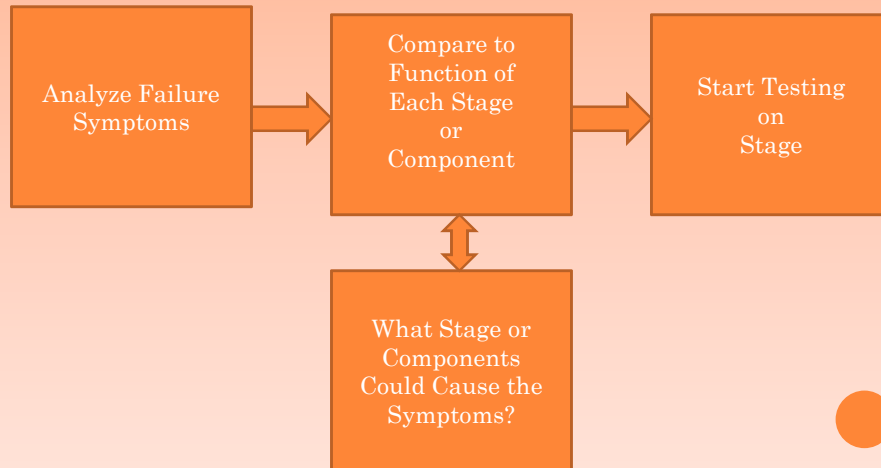 Analyze Failure
Symptoms
Compare to
Function of
Each Stage
or
Component
Start Testing
on
Stage
What Stage or
Components
Could Cause the
Symptoms?